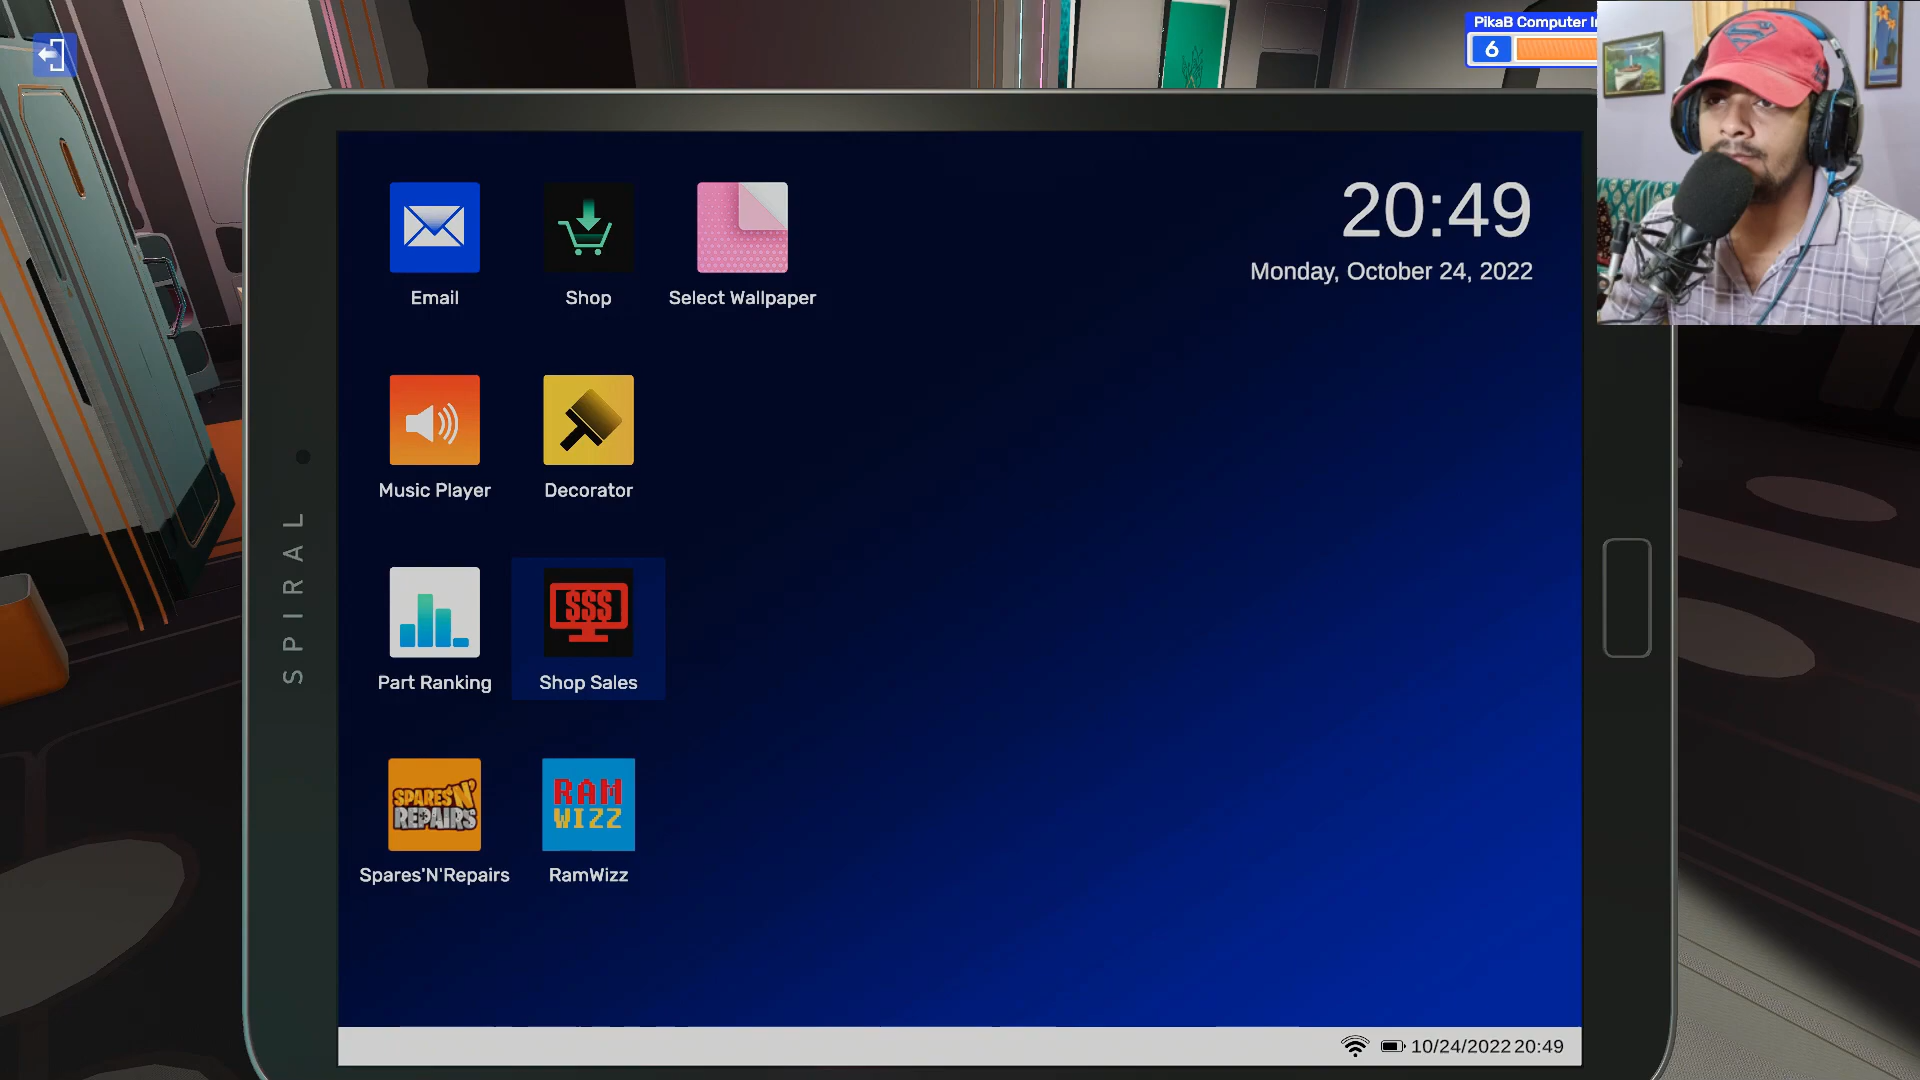 PikaB Computer
6
20:49
Monday, October 24, 2022
Email
Shop
Select Wallpaper
Music Player
Decorator
SPIRAL
$$$
Part Ranking
Shop Sales
SPARES'N'
REPAIRS
RAM
WIZZ
Spares'N'Repairs
RamWizz
10/24/2022 20:49